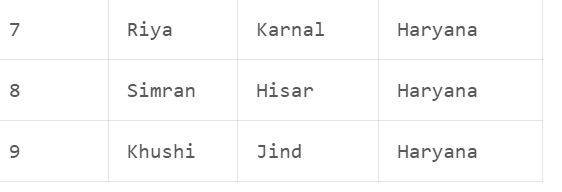 7 Riya Karnal Haryana
8 Simran Hisar Haryana
9 Khushi Jind Haryana